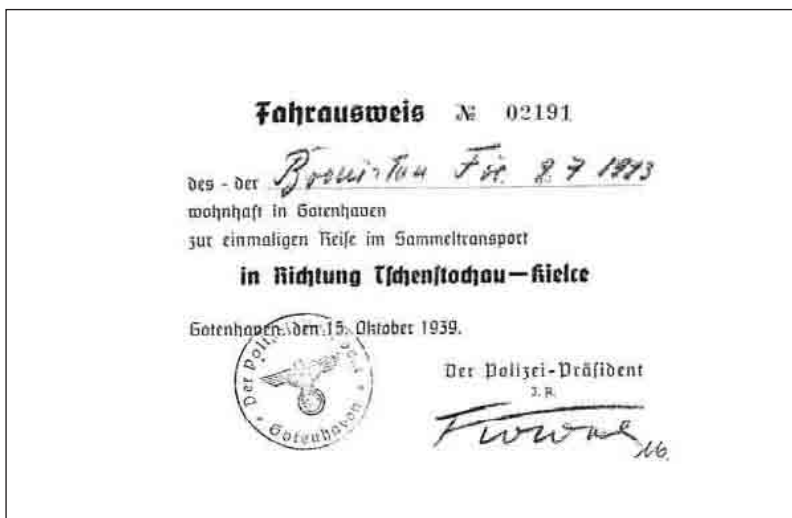 Fahrausweis № 02191
des - der 8. 7 1913
wohnhaft in Gotenhaven
zur einmaligen Reise im Sammeltransport
in Richtung Tschenstochau—Kielce
Gotenhaven, den 15. Oktober 1939.
Der Polizei-Präsident
J. R.
Gotenhaven